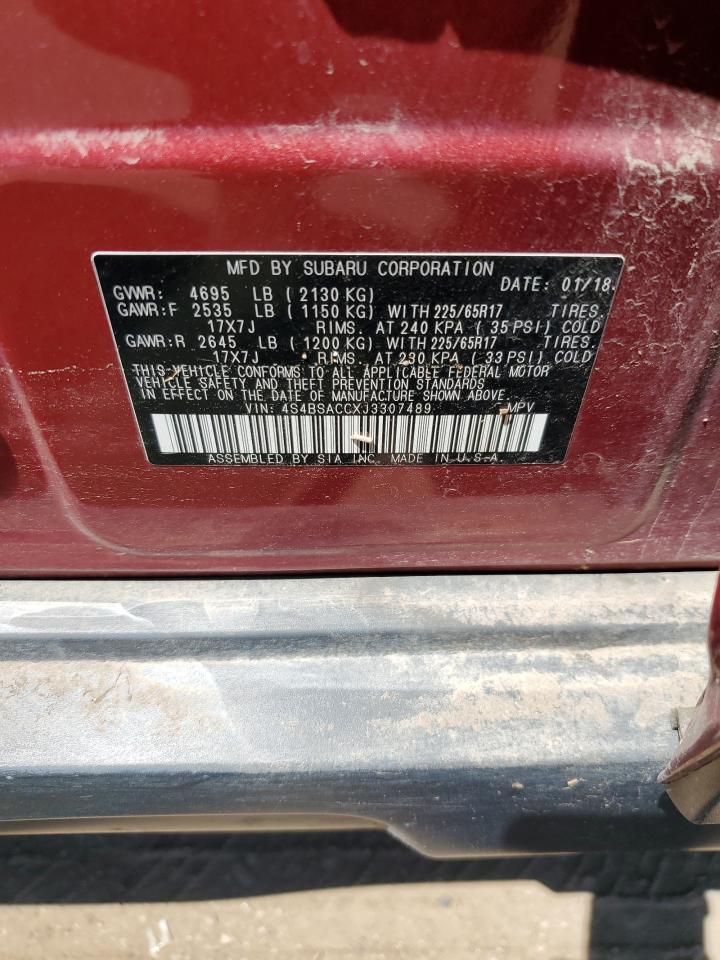 MFD BY SUBARU CORPORATION
DATE: 01/18
GVWR: 4695 LB ( 2130 KG)
GAWR:F 2535 LB ( 1150 KG) WITH 225/65R17 TIRES.
17X7J RIMS. AT 240 KPA ( 35 PSI) COLD
GAWR:R 2645 LB ( 1200 KG) WITH 225/65R17 TIRES.
17X7J RIMS. AT 230 KPA ( 33 PSI) COLD
THIS VEHICLE CONFORMS TO ALL APPLICABLE FEDERAL MOTOR
VEHICLE SAFETY AND THEFT PREVENTION STANDARDS
IN EFFECT ON THE DATE OF MANUFACTURE SHOWN ABOVE.
VIN: 4S4BSACCXJ3307489 MPV
ASSEMBLED BY SIA INC. MADE IN U.S.A.